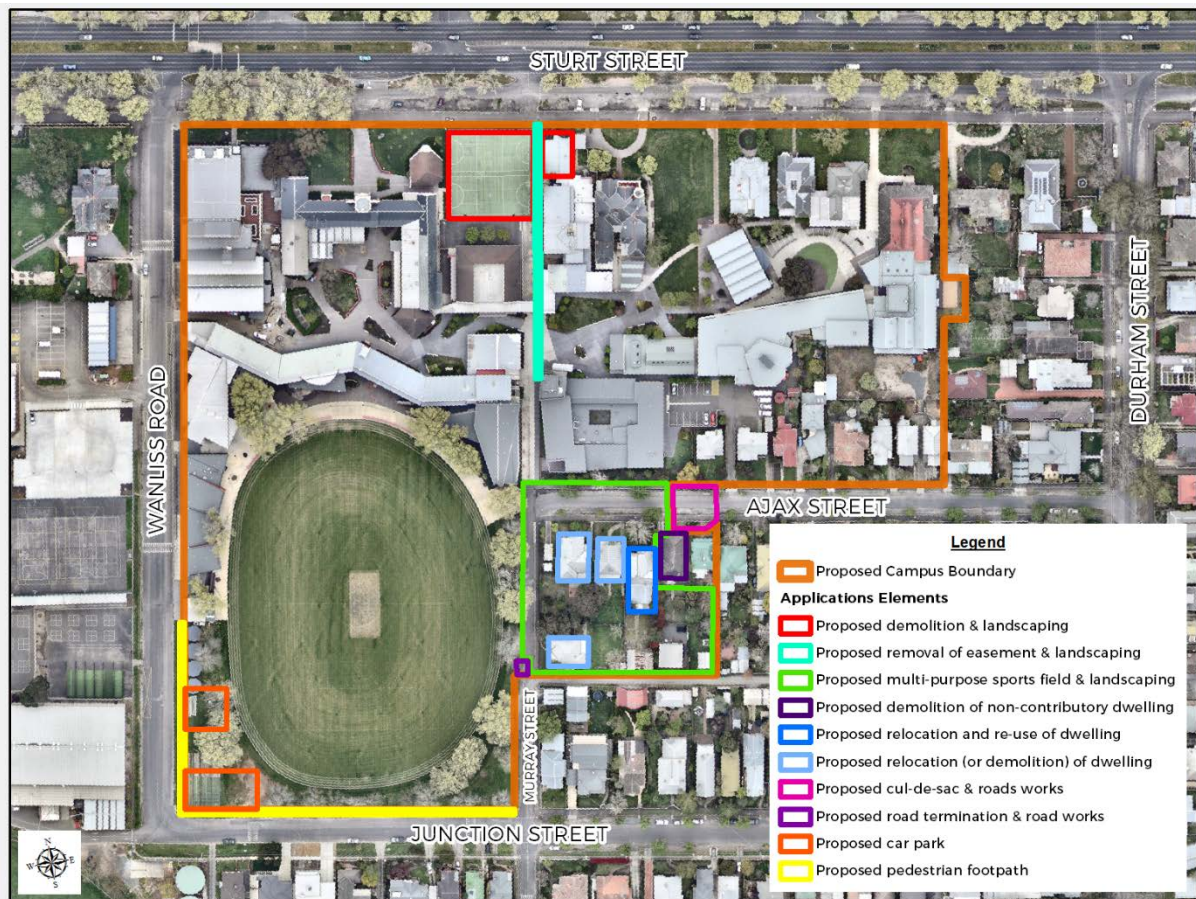 STURT STREET
WANLISS ROAD
DURHAM STREET
AJAX STREET
MURRAY STREET
JUNCTION STREET
Legend
Proposed Campus Boundary
Applications Elements
Proposed demolition & landscaping
Proposed removal of easement & landscaping
Proposed multi-purpose sports field & landscaping
Proposed demolition of non-contributory dwelling
Proposed relocation and re-use of dwelling
Proposed relocation (or demolition) of dwelling
Proposed cul-de-sac & roads works
Proposed road termination & road works
Proposed car park
Proposed pedestrian footpath
N
W E
S